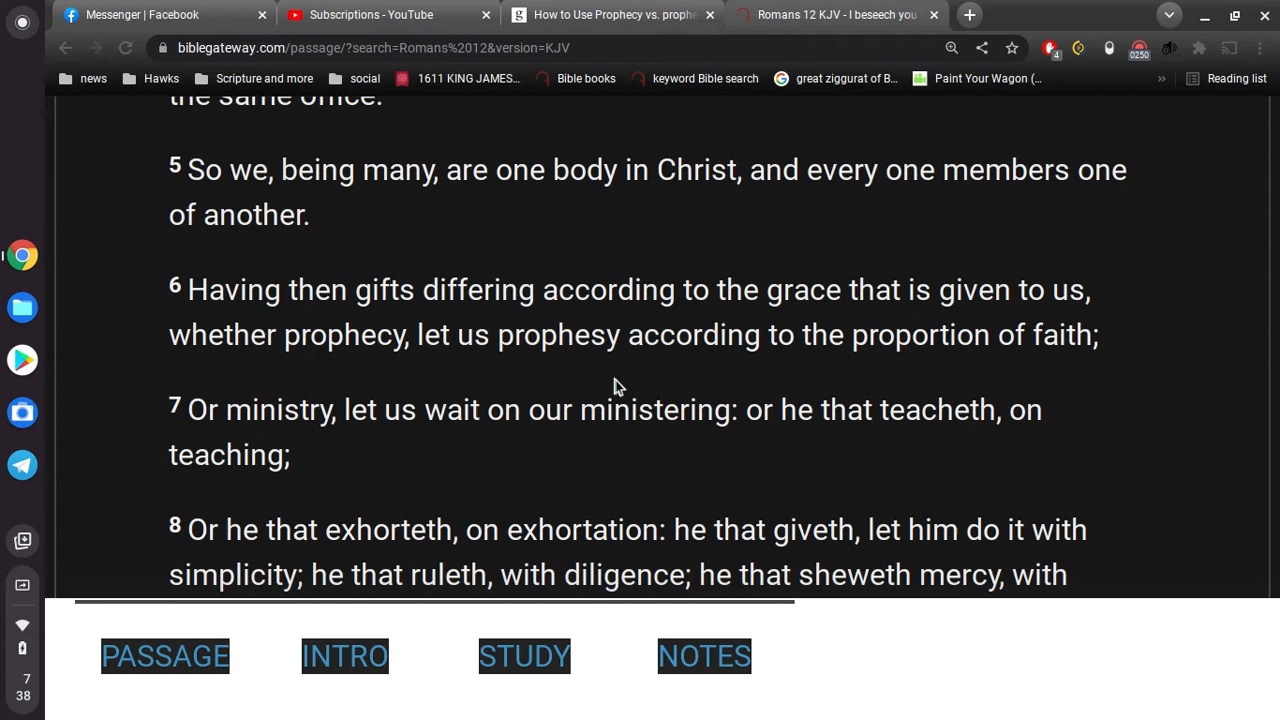 Messenger | Facebook
Subscriptions - YouTube
How to Use Prophecy vs. prophe
Romans 12 KJV - I beseech you
biblegateway.com/passage/?search=Romans%2012&version=KJV
4
0250
news
Hawks
Scripture and more
social
1611 KING JAMES...
Bible books
keyword Bible search
great ziggurat of B...
Paint Your Wagon (...
»
Reading list
the same office.
5 So we, being many, are one body in Christ, and every one members one
of another.
6 Having then gifts differing according to the grace that is given to us,
whether prophecy, let us prophesy according to the proportion of faith;
7 Or ministry, let us wait on our ministering: or he that teacheth, on
teaching;
8 Or he that exhorteth, on exhortation: he that giveth, let him do it with
simplicity; he that ruleth, with diligence; he that sheweth mercy, with
PASSAGE
INTRO
STUDY
NOTES
7
38